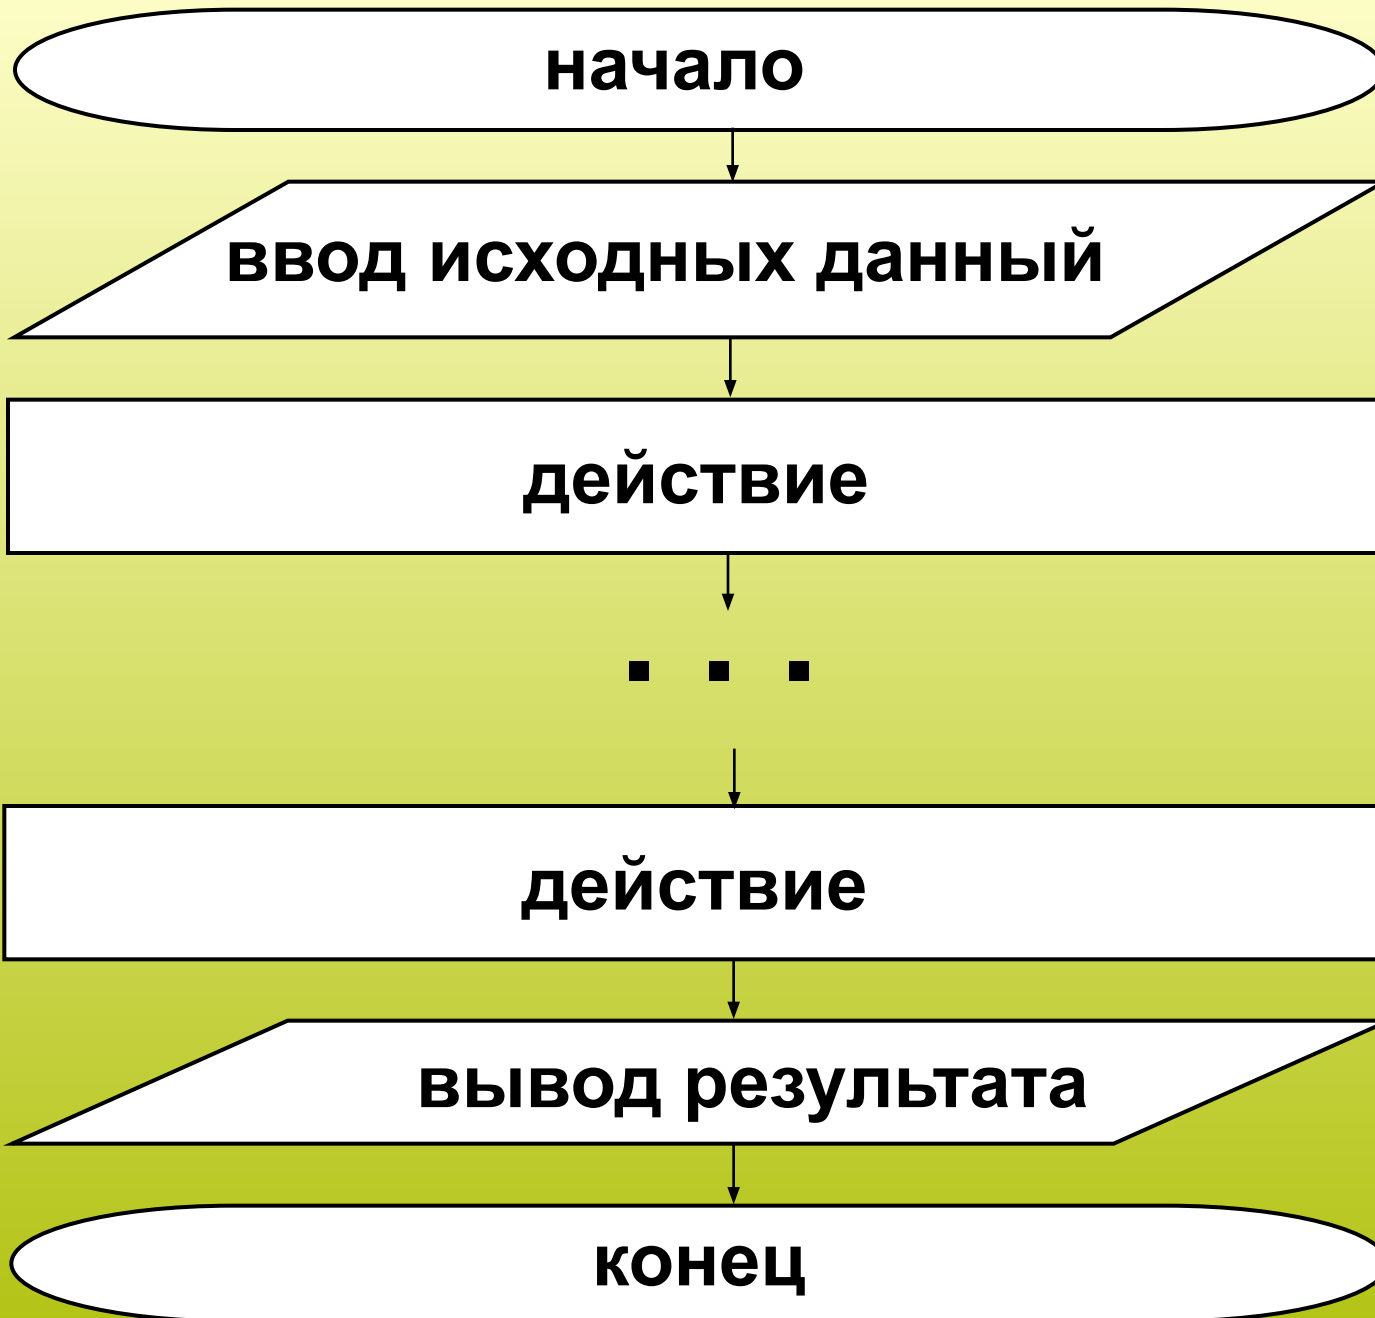 начало
ввод исходных данный
действие
. . .
действие
вывод результата
конец